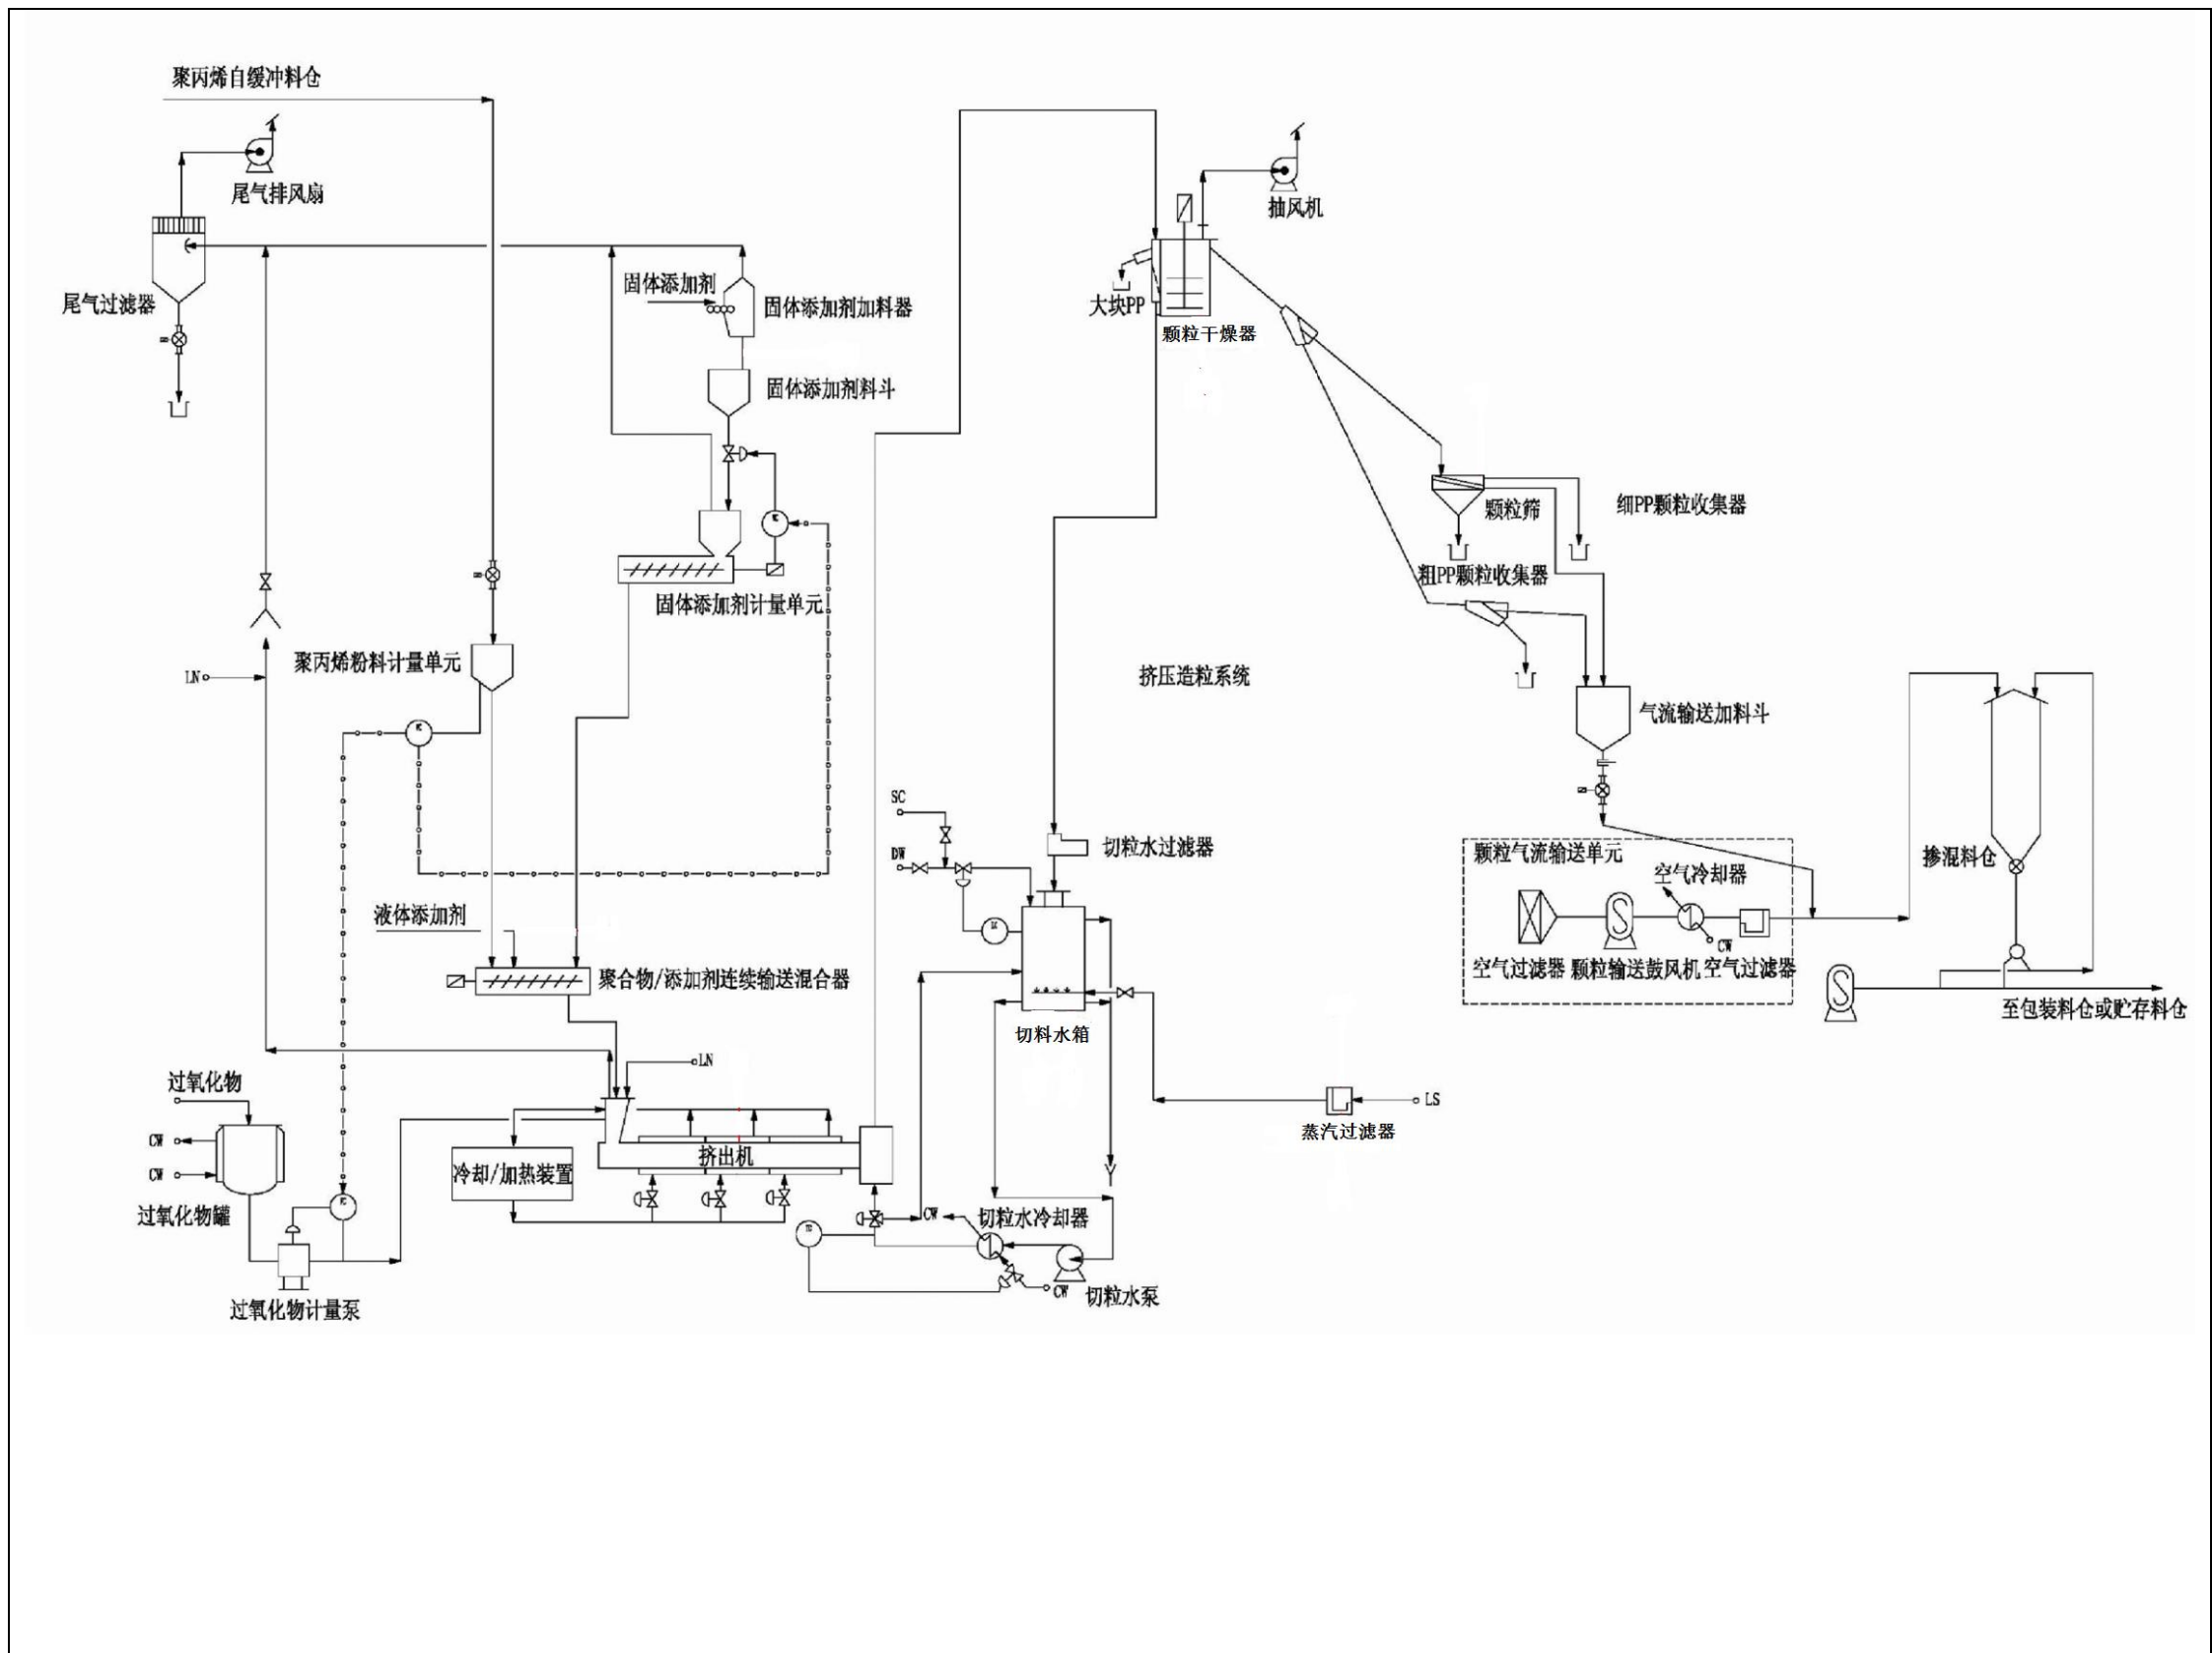 聚丙烯自缓冲料仓
尾气排风扇
抽风机
固体添加剂
固体添加剂加料器
尾气过滤器
大块PP
颗粒干燥器
固体添加剂料斗
颗粒筛
细PP颗粒收集器
粗PP颗粒收集器
固体添加剂计量单元
聚丙烯粉料计量单元
LN
挤压造粒系统
气流输送加料斗
SC
DW
切粒水过滤器
颗粒气流输送单元
空气冷却器
掺混料仓
液体添加剂
CW
空气过滤器
颗粒输送鼓风机
空气过滤器
聚合物/添加剂连续输送混合器
至包装料仓或贮存料仓
切料水箱
LN
过氧化物
LS
蒸汽过滤器
CW
挤出机
CW
冷却/加热装置
过氧化物罐
CW
切粒水冷却器
CW
切粒水泵
过氧化物计量泵